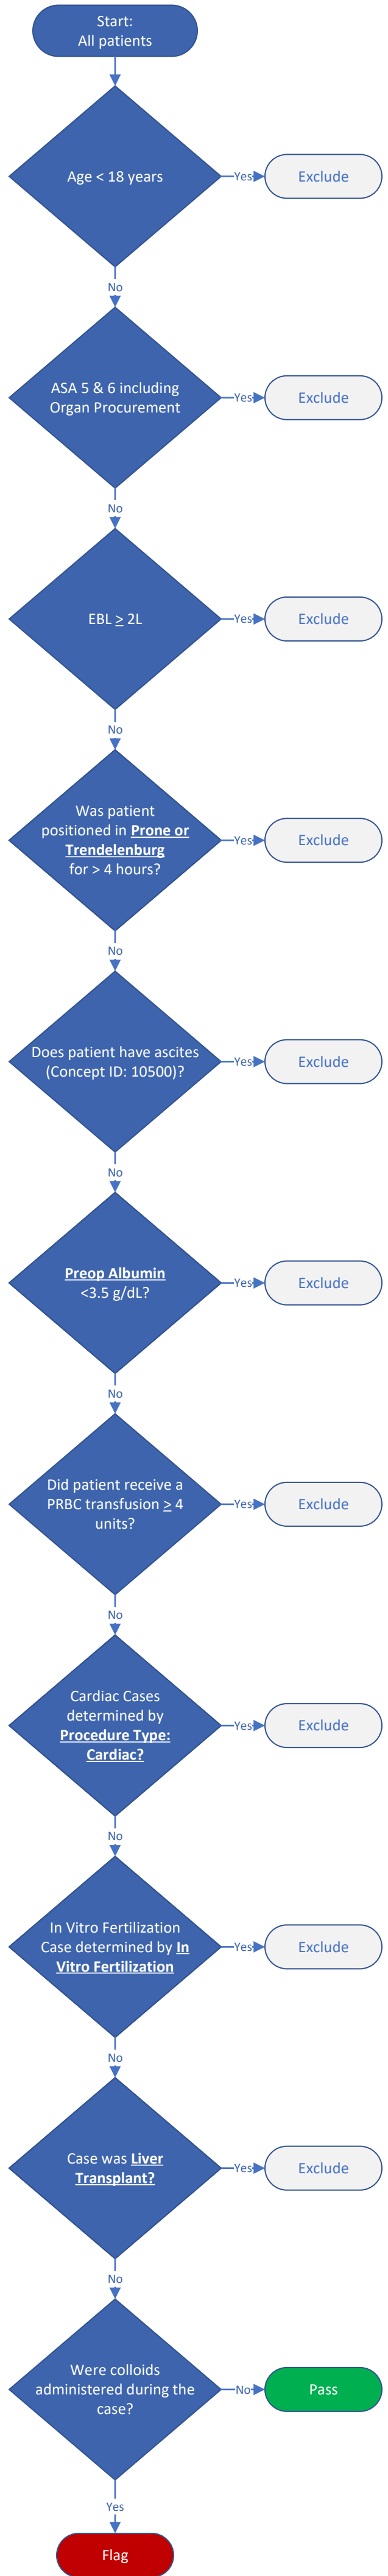 Start:
All patients
Age < 18 years
Yes
Exclude
No
ASA 5 & 6 including
Organ Procurement
Yes
Exclude
No
EBL ≥ 2L
Yes
Exclude
No
Was patient
positioned in Prone or
Trendelenburg
for > 4 hours?
Yes
Exclude
No
Does patient have ascites
(Concept ID: 10500)?
Yes
Exclude
No
Preop Albumin
<3.5 g/dL?
Yes
Exclude
No
Did patient receive a
PRBC transfusion ≥ 4
units?
Yes
Exclude
No
Cardiac Cases
determined by
Procedure Type:
Cardiac?
Yes
Exclude
No
In Vitro Fertilization
Case determined by In
Vitro Fertilization
Yes
Exclude
No
Case was Liver
Transplant?
Yes
Exclude
No
Were colloids
administered during the
case?
No
Pass
Yes
Flag